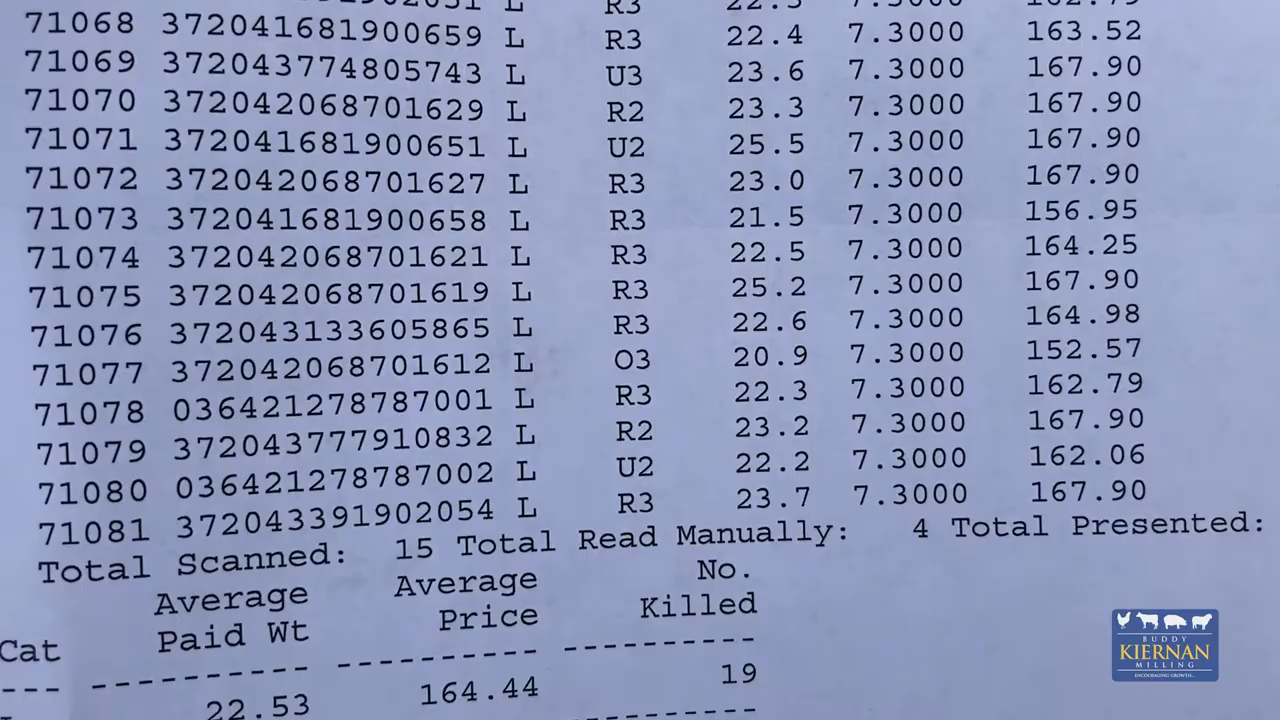 L R3 7.3000
71068 372041681900659 L R3 22.4 7.3000 163.52
71069 372043774805743 L U3 23.6 7.3000 167.90
71070 372042068701629 L R2 23.3 7.3000 167.90
71071 372041681900651 L U2 25.5 7.3000 167.90
71072 372042068701627 L R3 23.0 7.3000 167.90
71073 372041681900658 L R3 21.5 7.3000 156.95
71074 372042068701621 L R3 22.5 7.3000 164.25
71075 372042068701619 L R3 25.2 7.3000 167.90
71076 372043133605865 L R3 22.6 7.3000 164.98
71077 372042068701612 L O3 20.9 7.3000 152.57
71078 036421278787001 L R3 22.3 7.3000 162.79
71079 372043777910832 L R2 23.2 7.3000 167.90
71080 036421278787002 L U2 22.2 7.3000 162.06
71081 372043391902054 L R3 23.7 7.3000 167.90
Total Scanned: 15 Total Read Manually: 4 Total Presented:
Average Average No.
Cat Paid Wt Price Killed
--- ---------- ---------- ----------
22.53 164.44 19
----------
BUDDY
KIERNAN
MILLING
ENCOURAGING GROWTH...